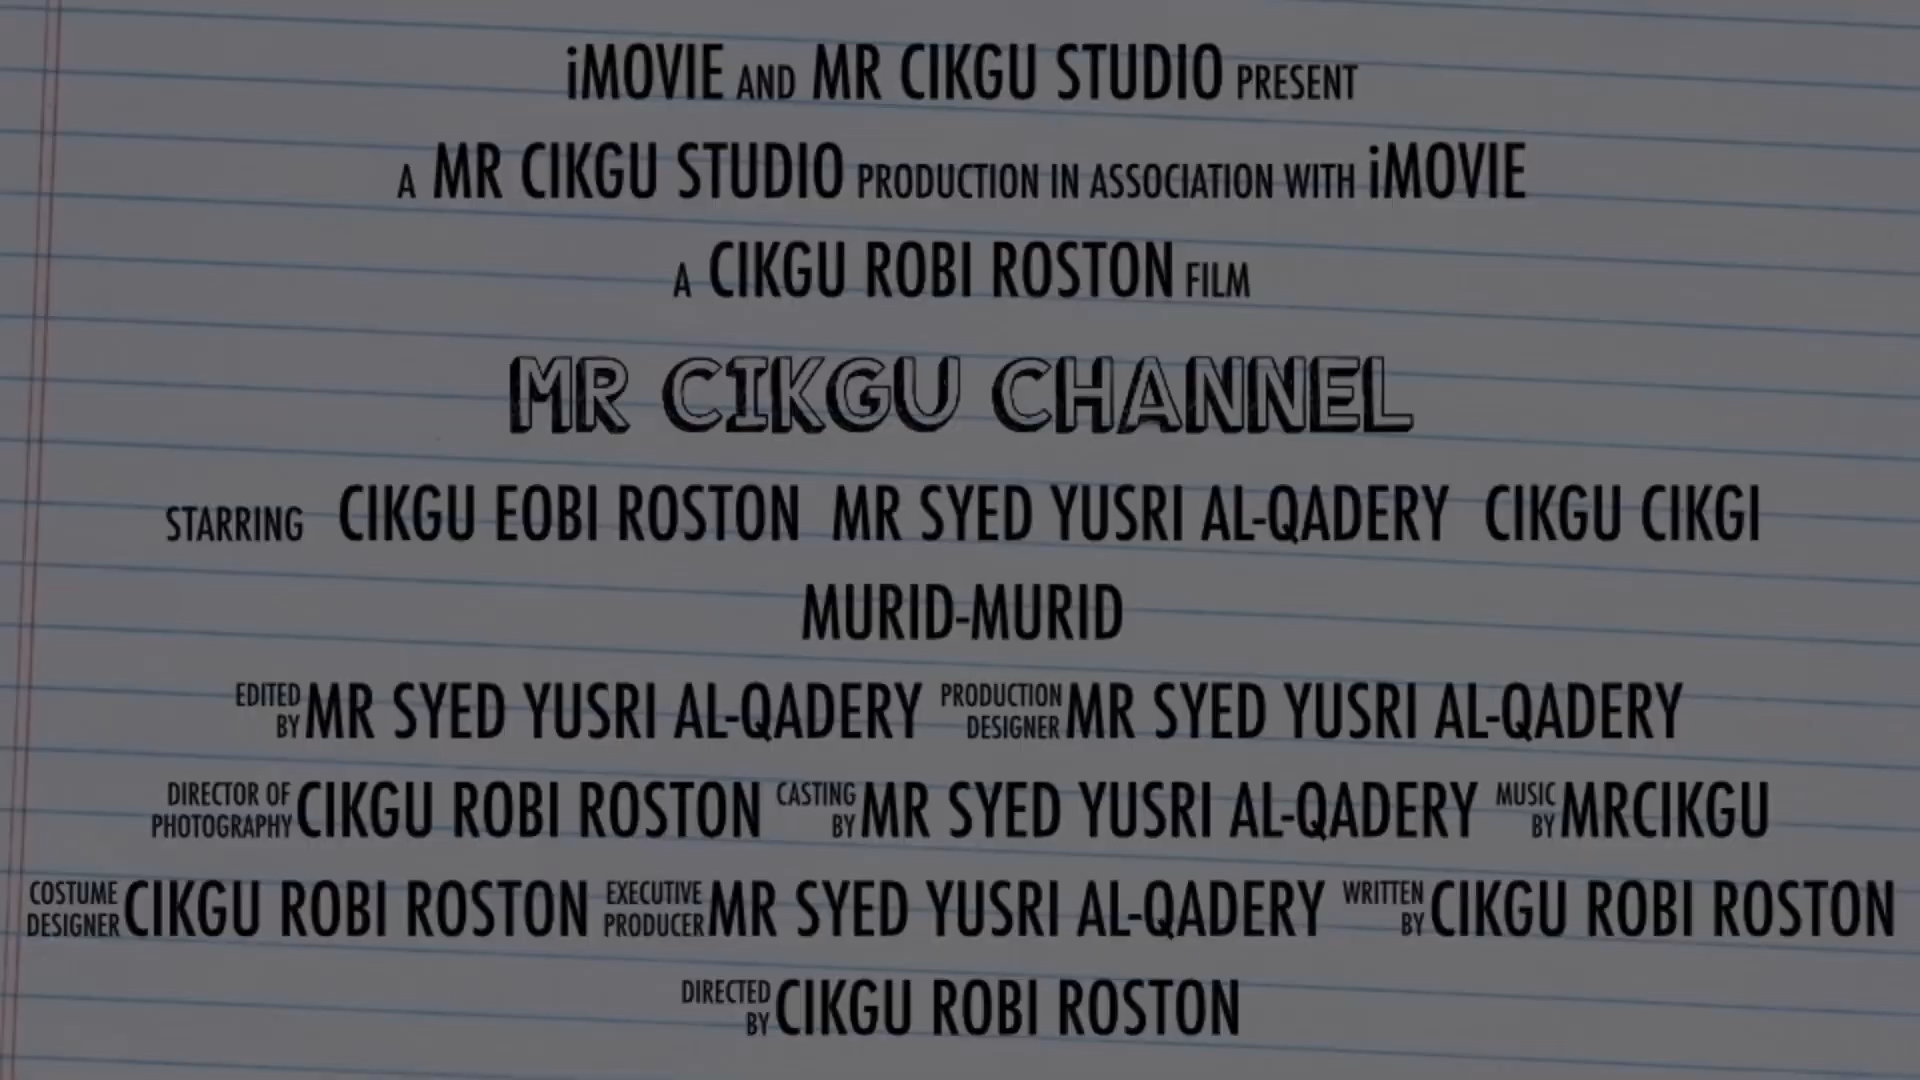 iMOVIE AND MR CIKGU STUDIO PRESENT
A MR CIKGU STUDIO PRODUCTION IN ASSOCIATION WITH iMOVIE
A CIKGU ROBI ROSTON FILM
MR CIKGU CHANNEL
STARRING CIKGU EOBI ROSTON MR SYED YUSRI AL-QADERY CIKGU CIKGI
MURID-MURID
EDITED BY MR SYED YUSRI AL-QADERY PRODUCTION DESIGNER MR SYED YUSRI AL-QADERY
DIRECTOR OF PHOTOGRAPHY CIKGU ROBI ROSTON CASTING BY MR SYED YUSRI AL-QADERY MUSIC BY MRCIKGU
COSTUME DESIGNER CIKGU ROBI ROSTON EXECUTIVE PRODUCER MR SYED YUSRI AL-QADERY WRITTEN BY CIKGU ROBI ROSTON
DIRECTED BY CIKGU ROBI ROSTON